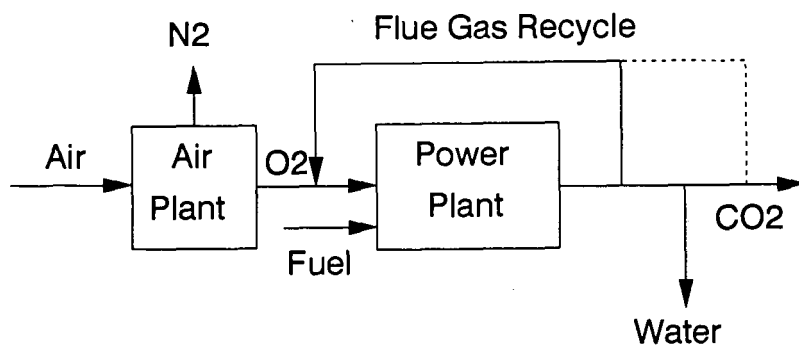 N2
Flue Gas Recycle
Air
Air
Plant
O2
Power
Plant
Fuel
CO2
Water